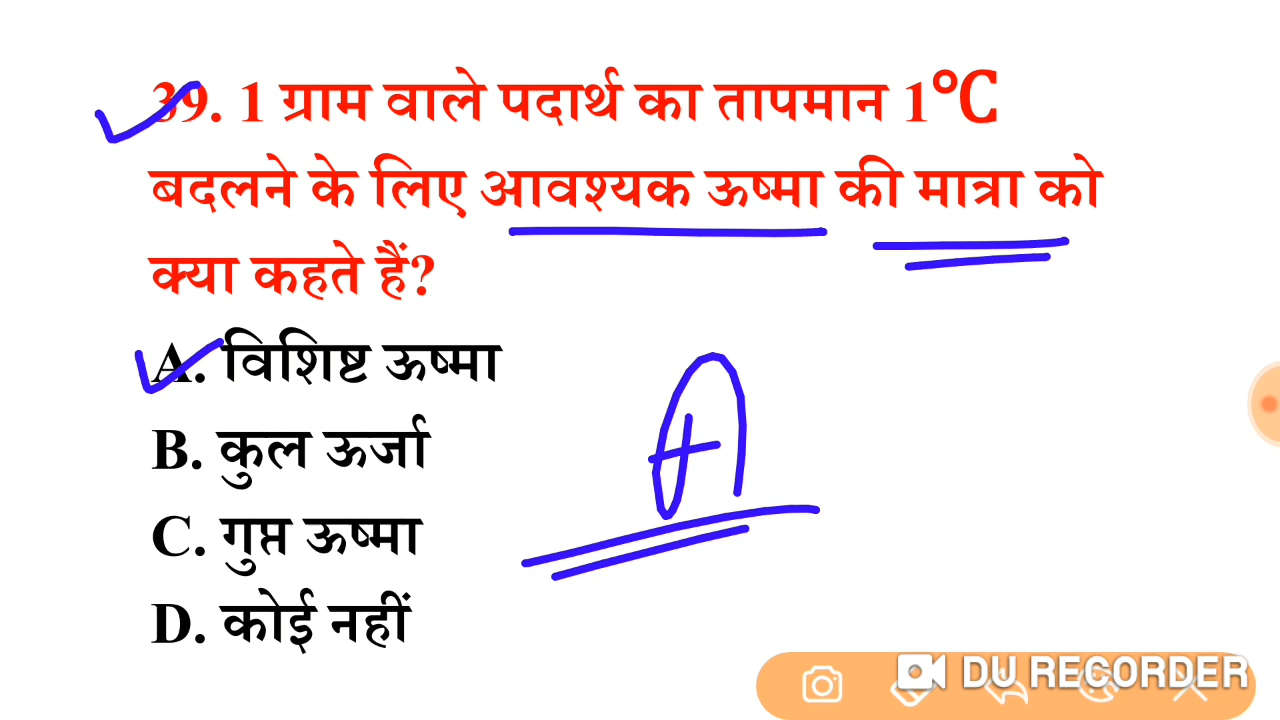 39. 1 ग्राम वाले पदार्थ का तापमान 1°C
बदलने के लिए आवश्यक ऊष्मा की मात्रा को
क्या कहते हैं?
A. विशिष्ट ऊष्मा
B. कुल ऊर्जा
C. गुप्त ऊष्मा
D. कोई नहीं
A
DU RECORDER